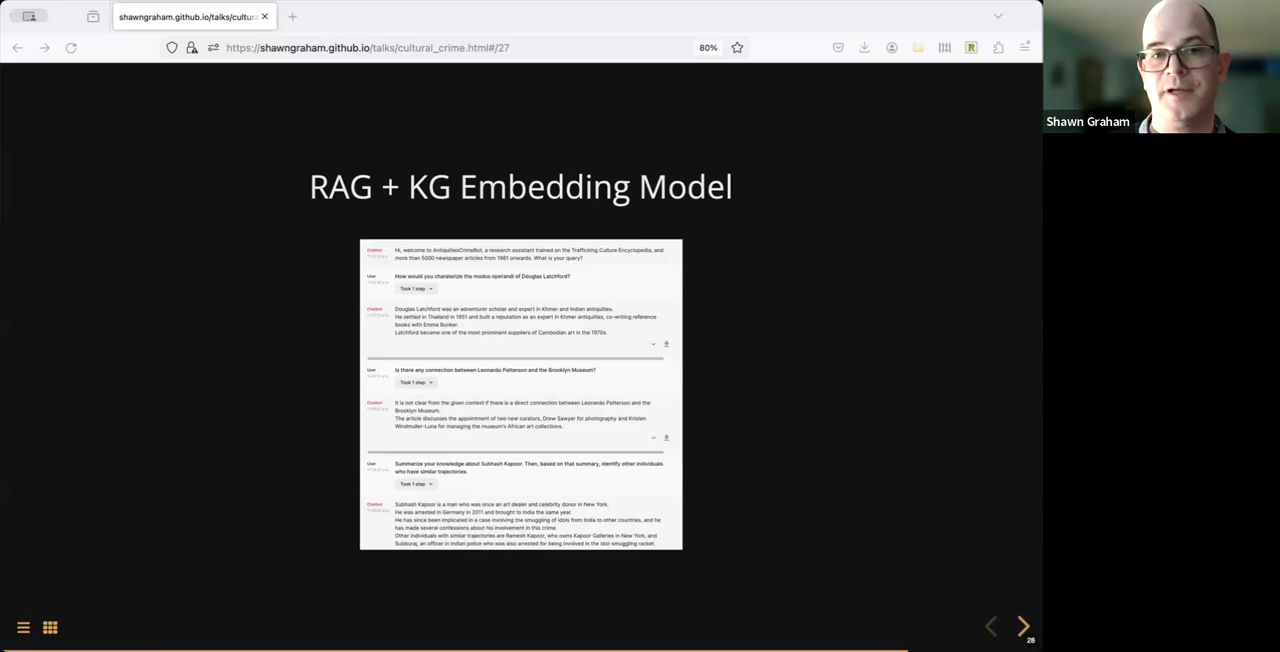 shawngraham.github.io/talks/cultura
https://shawngraham.github.io/talks/cultural_crime.html#/27
80%
R
Shawn Graham
RAG + KG Embedding Model
Chatbot
Hi, welcome to AntiquitiesCrimeBot, a research assistant trained on the Trafficking Culture Encyclopedia, and
more than 5000 newspaper articles from 1981 onwards. What is your query?
User
How would you charaterize the modus operandi of Douglas Latchford?
Took 1 step
Chatbot
Douglas Latchford was an adventurer scholar and expert in Khmer and Indian antiquities.
He settled in Thailand in 1951 and built a reputation as an expert in Khmer antiquities, co-writing reference
books with Emma Bunker.
Latchford became one of the most prominent suppliers of Cambodian art in the 1970s.
User
Is there any connection between Leonardo Patterson and the Brooklyn Museum?
Took 1 step
Chatbot
It is not clear from the given context if there is a direct connection between Leonardo Patterson and the
Brooklyn Museum.
The article discusses the appointment of two new curators, Drew Sawyer for photography and Kristen
Windmuller-Luna for managing the museum's African art collections.
User
Summarize your knowledge about Subhash Kapoor. Then, based on that summary, identify other individuals
who have similar trajectories.
Took 1 step
Chatbot
Subhash Kapoor is a man who was once an art dealer and celebrity donor in New York.
He was arrested in Germany in 2011 and brought to India the same year.
He has since been implicated in a case involving the smuggling of idols from India to other countries, and he
has made several confessions about his involvement in this crime.
Other individuals with similar trajectories are Ramesh Kapoor, who owns Kapoor Galleries in New York, and
Subburaj, an officer in Indian police who was also arrested for being involved in the idol-smuggling racket.
28